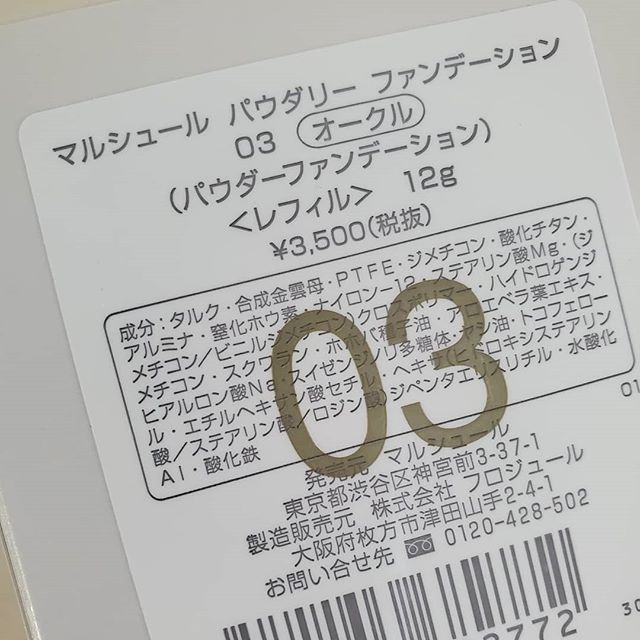 マルシュール パウダリー ファンデーション
03 オークル
(パウダーファンデーション)
<レフィル> 12g
¥3,500(税抜)
成分：タルク・合成金雲母・PTFE・ジメチコン・酸化チタン・
アルミナ・窒化ホウ素・ナイロン-12・ステアリン酸Mg・(ジ
メチコン/ビニルジメチコン)クロスポリマー・ハイドロゲンジ
メチコン・スクワラン・ホホバ種子油・アロエベラ葉エキス・
ヒアルロン酸Na・スイゼンジノリ多糖体・ヤシ油・トコフェロー
ル・エチルヘキサン酸セチル・ヘキサ(ヒドロキシステアリン
酸/ステアリン酸/ロジン酸)ジペンタエリスリチル・水酸化
Al・酸化鉄
03
発売元 マルシュール
東京都渋谷区神宮前3-37-1
製造販売元 株式会社 プロジュール
大阪府枚方市津田山手2-4-1
お問い合せ先 0120-428-502
01
3772
30